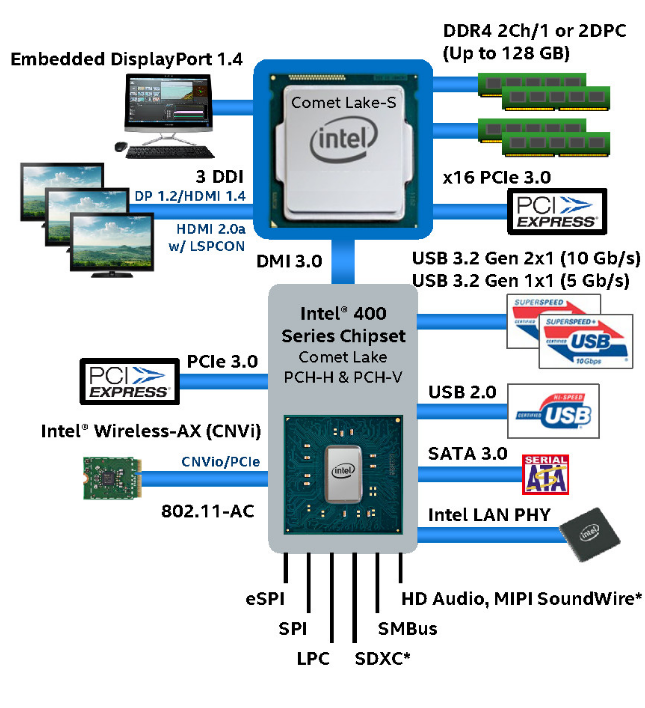 Embedded DisplayPort 1.4
DDR4 2Ch/1 or 2DPC
(Up to 128 GB)
Comet Lake-S
intel
3 DDI
DP 1.2/HDMI 1.4
HDMI 2.0a
w/ LSPCON
x16 PCIe 3.0
PCI
EXPRESS®
DMI 3.0
USB 3.2 Gen 2x1 (10 Gb/s)
USB 3.2 Gen 1x1 (5 Gb/s)
SUPERSPEED
CERTIFIED
SUPERSPEED+
CERTIFIED USB
10Gbps
Intel® 400
Series Chipset
Comet Lake
PCH-H & PCH-V
intel
PCIe 3.0
PCI
EXPRESS®
USB 2.0
HI-SPEED
CERTIFIED USB
Intel® Wireless-AX (CNVi)
CNVio/PCIe
802.11-AC
SATA 3.0
SERIAL
ATA
Intel LAN PHY
intel
eSPI
SPI
LPC
SDXC*
SMBus
HD Audio, MIPI SoundWire*